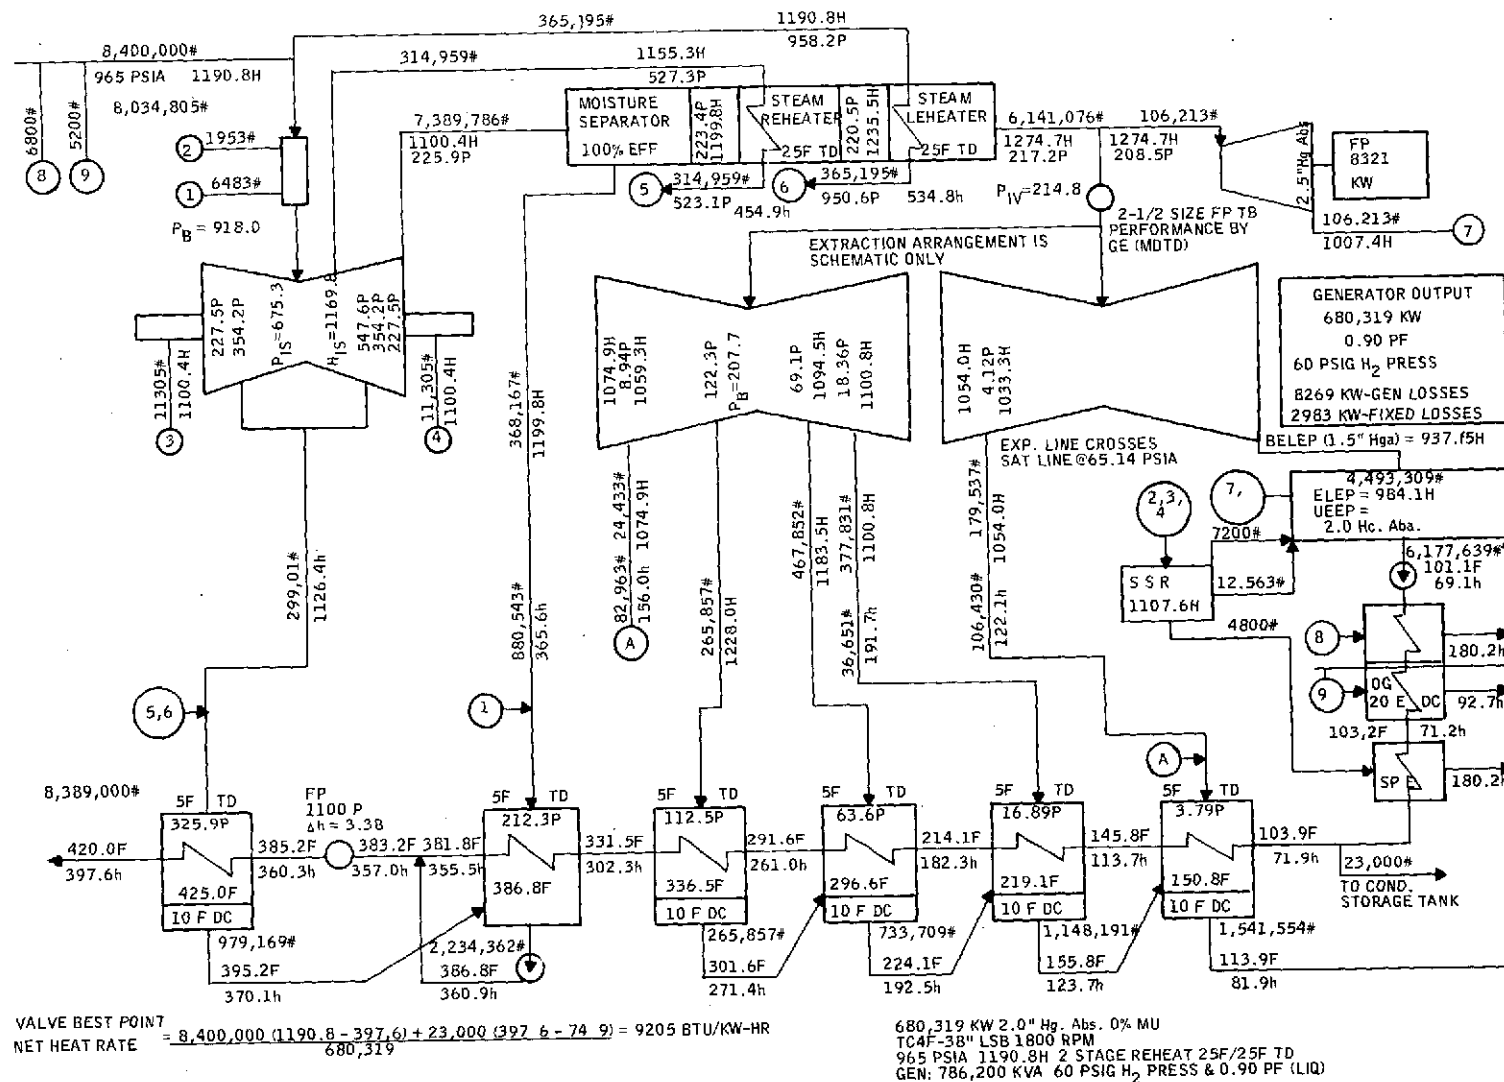 365,195#
1190.8H
958.2P
8,400,000#
965 PSIA 1190.8H
8,034,805#
314,959#
1155.3H
527.3P
6800#
5200#
8
9
2
1953#
1
6483#
P_B = 918.0
7,389,786#
1100.4H
225.9P
MOISTURE
SEPARATOR
100% EFF
223.4P
1199.8H
STEAM
REHEATER
25F TD
220.5P
1235.5H
STEAM
LEHEATER
25F TD
6,141,076#
1274.7H
217.2P
106,213#
1274.7H
208.5P
2.5"Hg Abs
FP
8321
KW
106.213#
1007.4H
7
5
314,959#
523.1P
454.9h
6
365,195#
950.6P
534.8h
P_IV=214.8
2-1/2 SIZE FP TB
PERFORMANCE BY
GE (MDTD)
EXTRACTION ARRANGEMENT IS
SCHEMATIC ONLY
227.5P
354.2P
P_IS=675.3
H_IS=1169.8
547.6P
354.2P
227.5P
11305#
1100.4H
3
11,305#
1100.4H
4
368,167#
1199.8H
1074.9H
8.94P
1059.3H
122.3P
P_B=207.7
69.1P
1094.5H
18.36P
1100.8H
1054.0H
4.12P
1033.3H
GENERATOR OUTPUT
680,319 KW
0.90 PF
60 PSIG H2 PRESS
8269 KW-GEN LOSSES
2983 KW-FIXED LOSSES
BELEP (1.5" Hga) = 937.f5H
EXP. LINE CROSSES
SAT LINE@65.14 PSIA
4,493,309#
ELEP = 984.1H
UEEP =
2.0 Hc. Aba.
7,
2,3,
4
7200#
S S R
1107.6H
12.563#
4800#
6,177,639#
101.1F
69.1h
299,01#
1126.4h
880,543#
365.6h
82,963# 24,433#
156.0h 1074.9H
A
265,857#
1228.0H
467,852#
1183.5H
377,831#
1100.8H
36,651#
191.7h
179,537#
1054.0H
106,430#
122.1h
8
180.2h
9
OG
20 E DC
92.7h
103,2F 71.2h
SP E
180.2h
5,6
1
A
8,389,000#
5F TD
325.9P
425.0F
10 F DC
420.0F
397.6h
385.2F
360.3h
FP
1100 P
Δh = 3.38
383.2F
357.0h
381.8F
355.5h
5F TD
212.3P
386.8F
331.5F
302.3h
5F TD
112.5P
336.5F
10 F DC
291.6F
261.0h
5F TD
63.6P
296.6F
10 F DC
214.1F
182.3h
5F TD
16.89P
219.1F
10 F DC
145.8F
113.7h
5F TD
3.79P
150.8F
10 F DC
103.9F
71.9h
23,000#
TO COND.
STORAGE TANK
979,169#
395.2F
370.1h
2,234,362#
386.8F
360.9h
265,857#
301.6F
271.4h
733,709#
224.1F
192.5h
1,148,191#
155.8F
123.7h
1,541,554#
113.9F
81.9h
VALVE BEST POINT
NET HEAT RATE = 8,400,000 (1190.8 - 397,6) + 23,000 (397 6 - 74 9) = 9205 BTU/KW-HR
680,319
680,319 KW 2.0" Hg. Abs. 0% MU
TC4F-38" LSB 1800 RPM
965 PSIA 1190.8H 2 STAGE REHEAT 25F/25F TD
GEN: 786,200 KVA 60 PSIG H2 PRESS & 0.90 PF (LIQ)